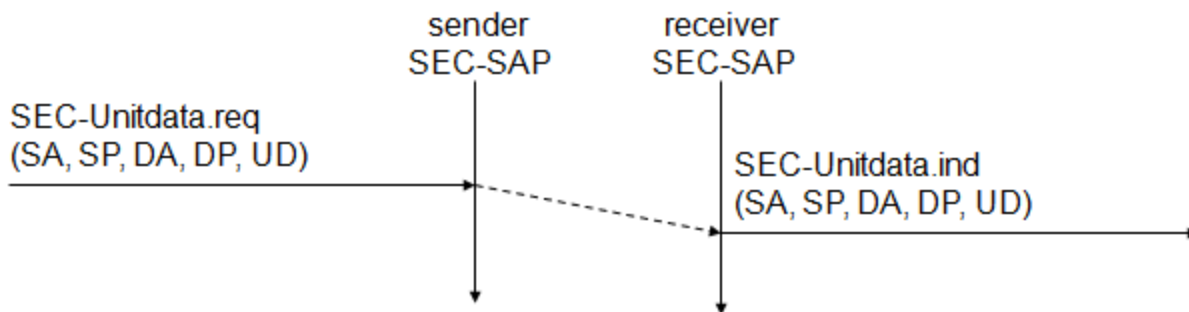 sender
SEC-SAP
receiver
SEC-SAP
SEC-Unitdata.req
(SA, SP, DA, DP, UD)
SEC-Unitdata.ind
(SA, SP, DA, DP, UD)